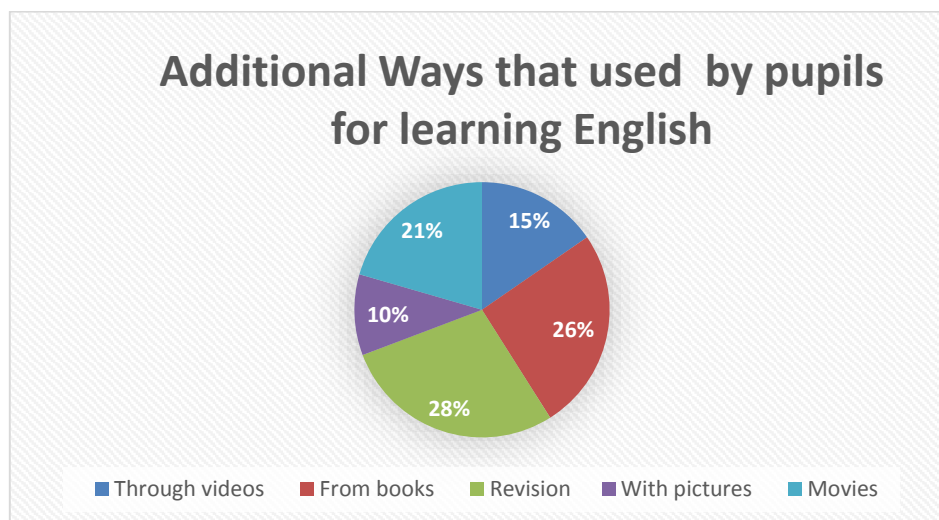 Additional Ways that used by pupils
for learning English
15%
21%
10%
26%
28%
Through videos From books Revision With pictures Movies